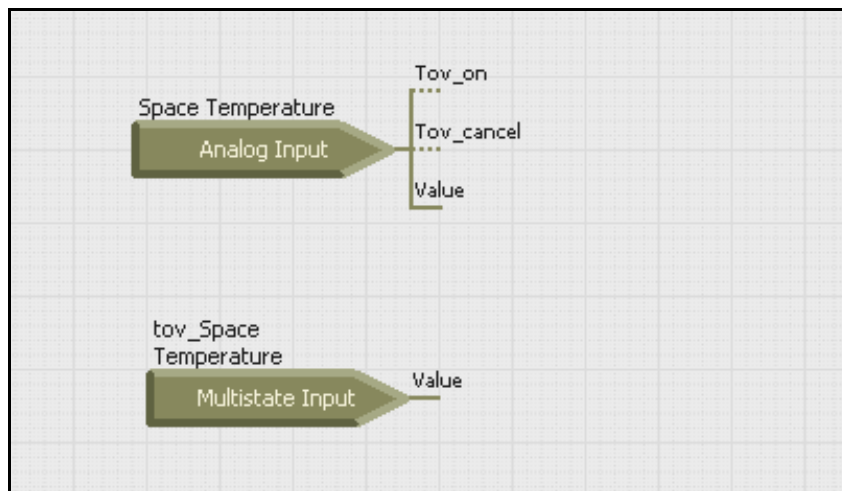 Tov_on
Space Temperature
Tov_cancel
Analog Input
Value
tov_Space
Temperature
Value
Multistate Input